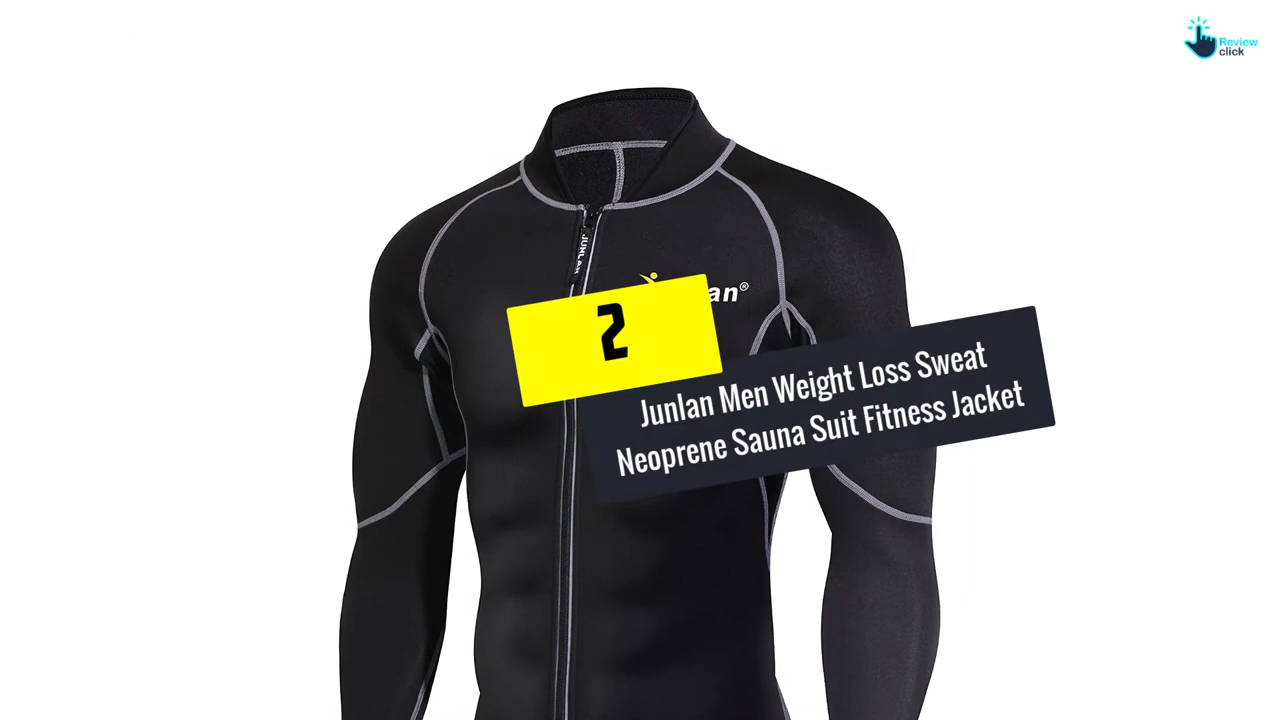 Review
click
JUNLAN
an®
2
Junlan Men Weight Loss Sweat
Neoprene Sauna Suit Fitness Jacket